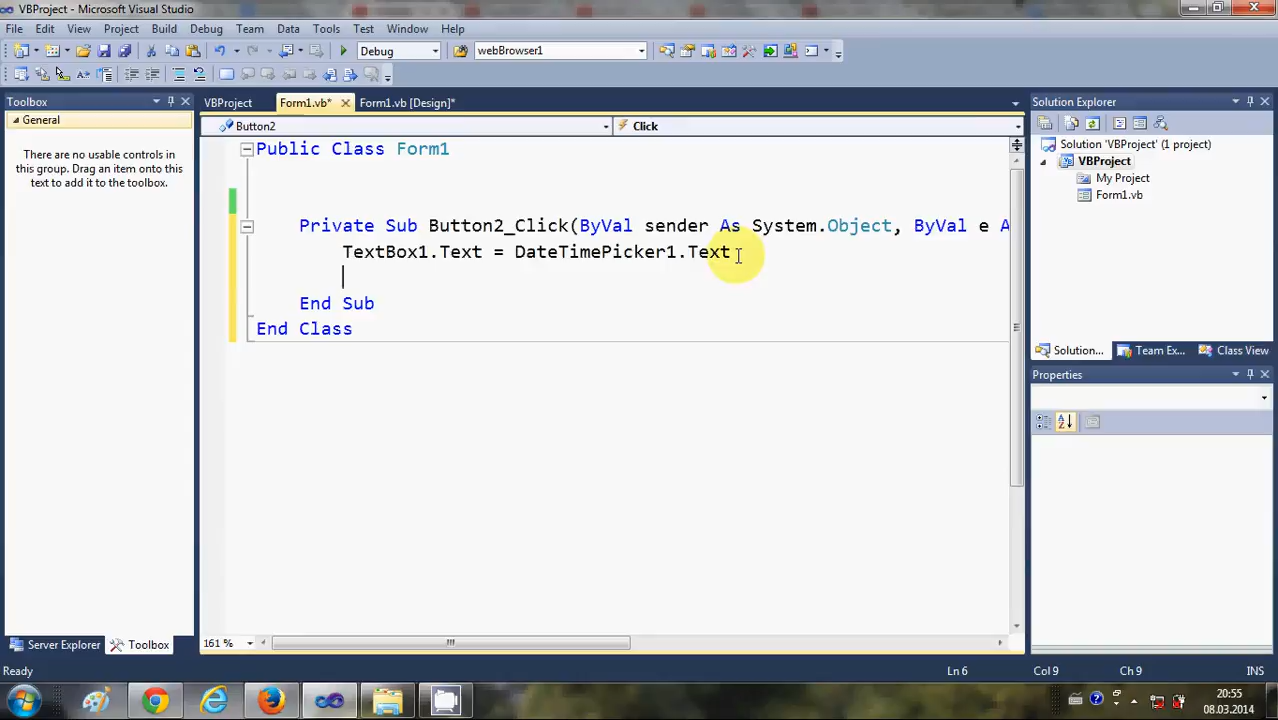 VBProject - Microsoft Visual Studio
File Edit View Project Build Debug Team Data Tools Test Window Help
Debug webBrowser1
Toolbox
General
There are no usable controls in
this group. Drag an item onto this
text to add it to the toolbox.
Server Explorer Toolbox
VBProject Form1.vb* Form1.vb [Design]*
Button2 Click
Public Class Form1
Private Sub Button2_Click(ByVal sender As System.Object, ByVal e A
TextBox1.Text = DateTimePicker1.Text
End Sub
End Class
161 %
Solution Explorer
Solution 'VBProject' (1 project)
VBProject
My Project
Form1.vb
Solution... Team Ex... Class View
Properties
Ready Ln 6 Col 9 Ch 9 INS
20:55
08.03.2014